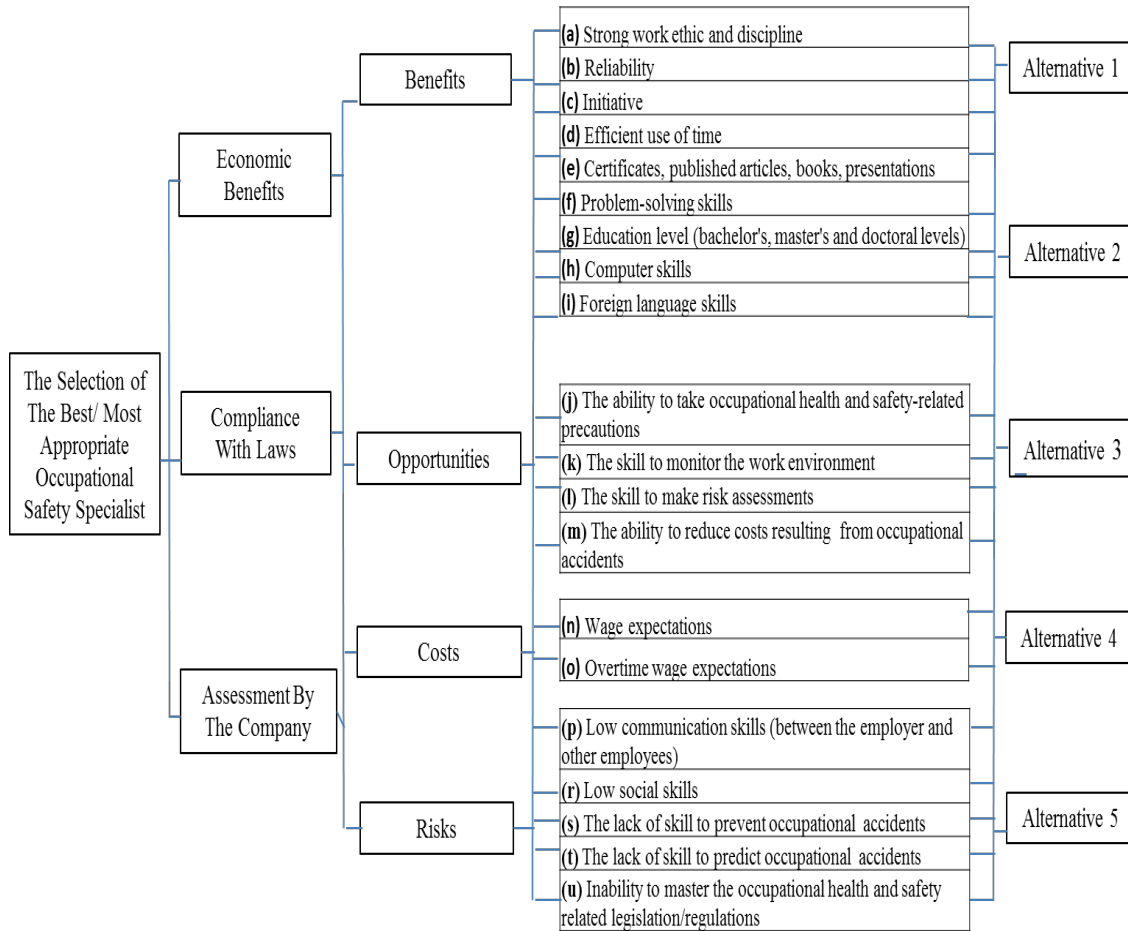 The Selection of
The Best/ Most
Appropriate
Occupational
Safety Specialist
Economic
Benefits
Compliance
With Laws
Assessment By
The Company
Benefits
Opportunities
Costs
Risks
(a) Strong work ethic and discipline
(b) Reliability
(c) Initiative
(d) Efficient use of time
(e) Certificates, published articles, books, presentations
(f) Problem-solving skills
(g) Education level (bachelor's, master's and doctoral levels)
(h) Computer skills
(i) Foreign language skills
(j) The ability to take occupational health and safety-related
precautions
(k) The skill to monitor the work environment
(l) The skill to make risk assessments
(m) The ability to reduce costs resulting from occupational
accidents
(n) Wage expectations
(o) Overtime wage expectations
(p) Low communication skills (between the employer and
other employees)
(r) Low social skills
(s) The lack of skill to prevent occupational accidents
(t) The lack of skill to predict occupational accidents
(u) Inability to master the occupational health and safety
related legislation/regulations
Alternative 1
Alternative 2
Alternative 3
Alternative 4
Alternative 5